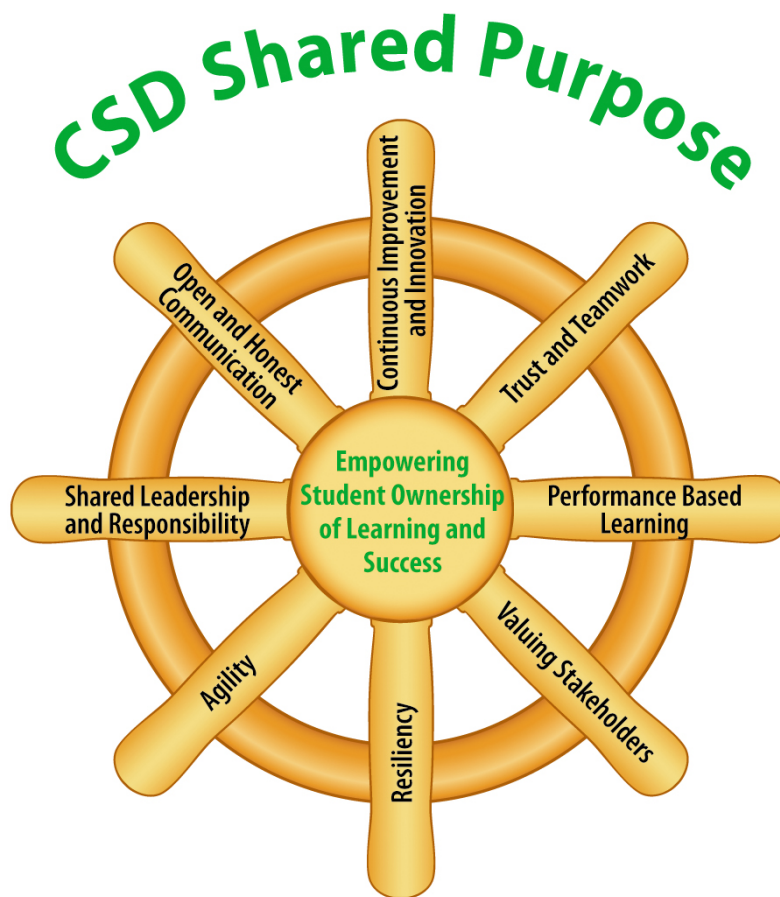 CSD Shared Purpose
Continuous Improvement
and Innovation
Trust and Teamwork
Performance Based
Learning
Valuing Stakeholders
Resiliency
Agility
Shared Leadership
and Responsibility
Open and Honest
Communication
Empowering
Student Ownership
of Learning and
Success